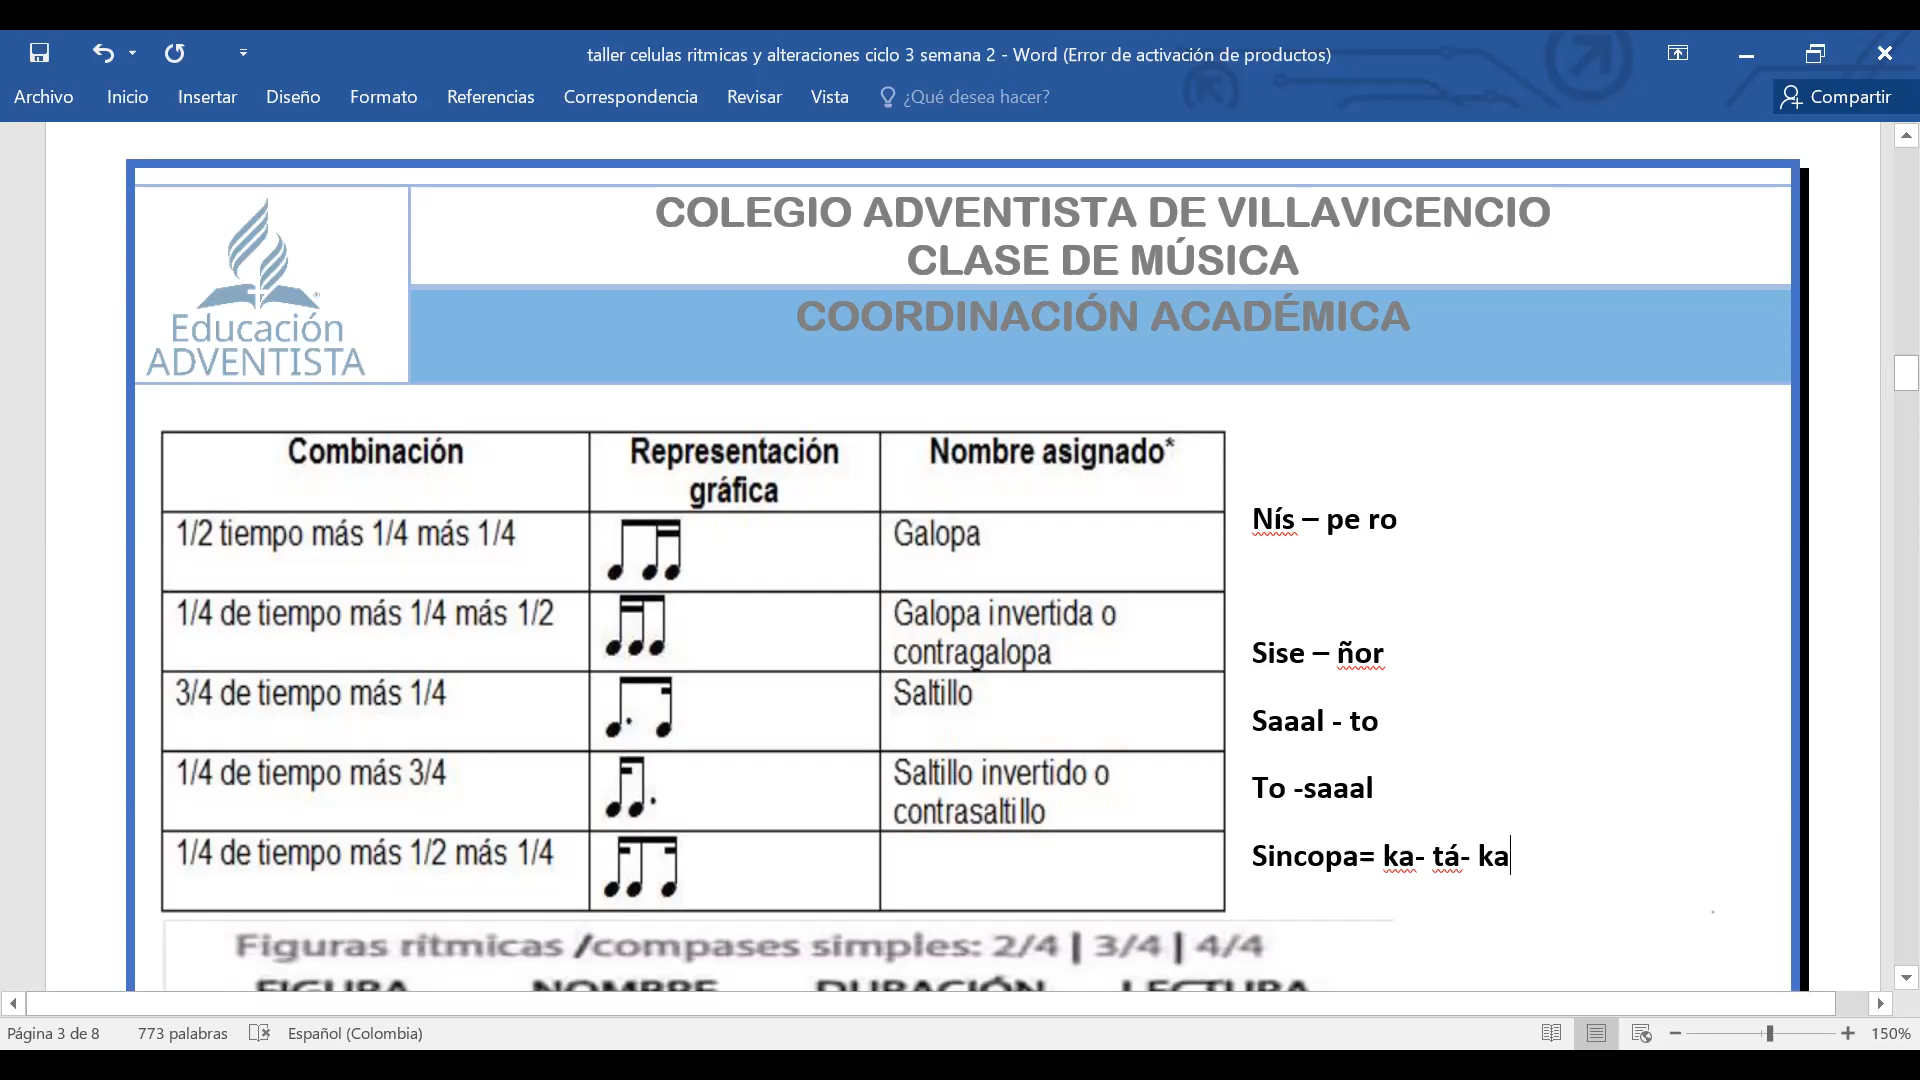 taller celulas ritmicas y alteraciones ciclo 3 semana 2 - Word (Error de activación de productos)
Archivo Inicio Insertar Diseño Formato Referencias Correspondencia Revisar Vista ¿Qué desea hacer? Compartir
COLEGIO ADVENTISTA DE VILLAVICENCIO
CLASE DE MÚSICA
COORDINACIÓN ACADÉMICA
Educación
ADVENTISTA
Combinación Representación gráfica Nombre asignado*
1/2 tiempo más 1/4 más 1/4 Galopa Nís – pe ro
1/4 de tiempo más 1/4 más 1/2 Galopa invertida o
contragalopa Sise – ñor
3/4 de tiempo más 1/4 Saltillo Saaal - to
1/4 de tiempo más 3/4 Saltillo invertido o
contrasaltillo To -saaal
1/4 de tiempo más 1/2 más 1/4 Sincopa= ka- tá- ka
Figuras rítmicas /compases simples: 2/4 | 3/4 | 4/4
FIGURA NOMBRE DURACIÓN LECTURA
Página 3 de 8 773 palabras Español (Colombia) 150%